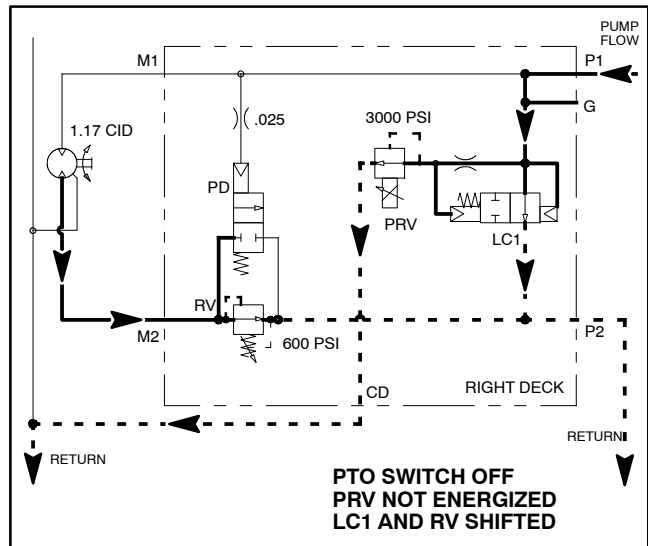 PUMP
FLOW
M1
P1
G
1.17 CID
.025
3000 PSI
PD
PRV
LC1
RV
M2
600 PSI
P2
CD
RIGHT DECK
RETURN
RETURN
PTO SWITCH OFF
PRV NOT ENERGIZED
LC1 AND RV SHIFTED